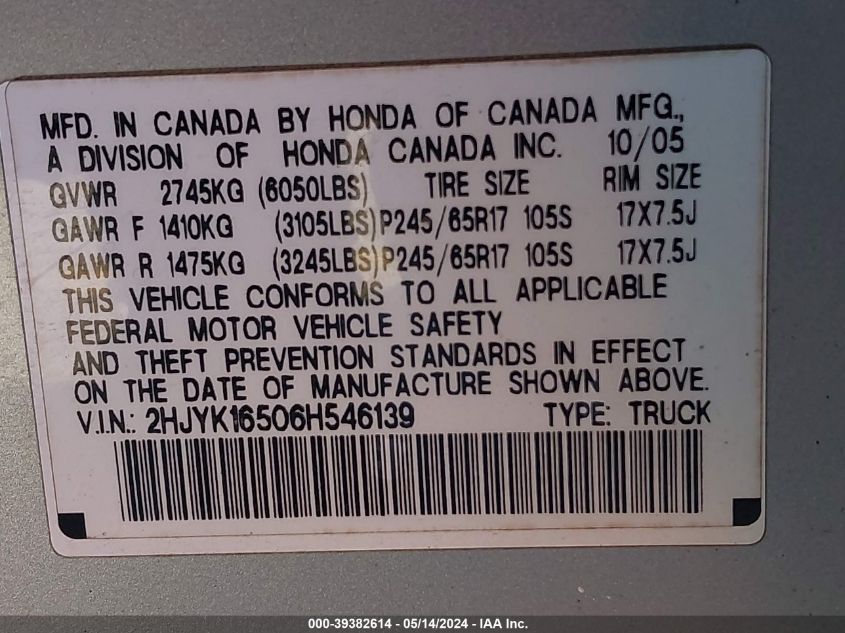 MFD. IN CANADA BY HONDA OF CANADA MFG.,
A DIVISION OF HONDA CANADA INC. 10/05
GVWR 2745KG (6050LBS) TIRE SIZE RIM SIZE
GAWR F 1410KG (3105LBS) P245/65R17 105S 17X7.5J
GAWR R 1475KG (3245LBS) P245/65R17 105S 17X7.5J
THIS VEHICLE CONFORMS TO ALL APPLICABLE
FEDERAL MOTOR VEHICLE SAFETY
AND THEFT PREVENTION STANDARDS IN EFFECT
ON THE DATE OF MANUFACTURE SHOWN ABOVE.
V.I.N.: 2HJYK16506H546139 TYPE: TRUCK
000-39382614 - 05/14/2024 - IAA Inc.